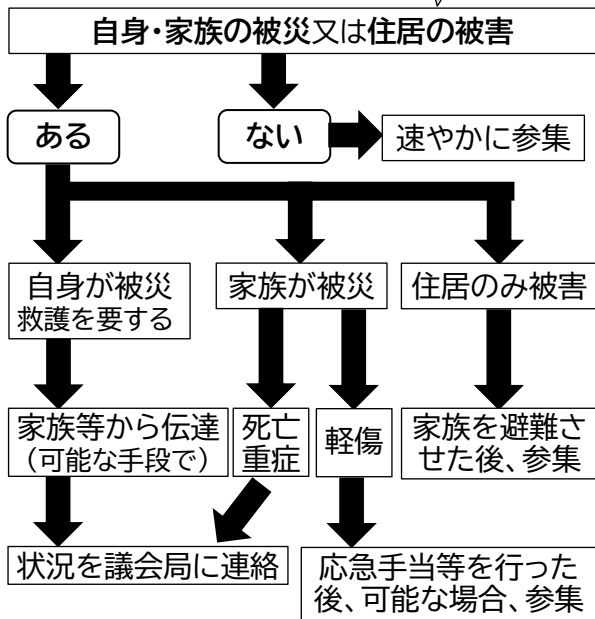 自身・家族の被災又は住居の被害
ある
ない
速やかに参集
自身が被災
救護を要する
家族が被災
住居のみ被害
家族等から伝達
（可能な手段で）
死亡
重症
軽傷
家族を避難さ
せた後、参集
状況を議会局に連絡
応急手当等を行った
後、可能な場合、参集